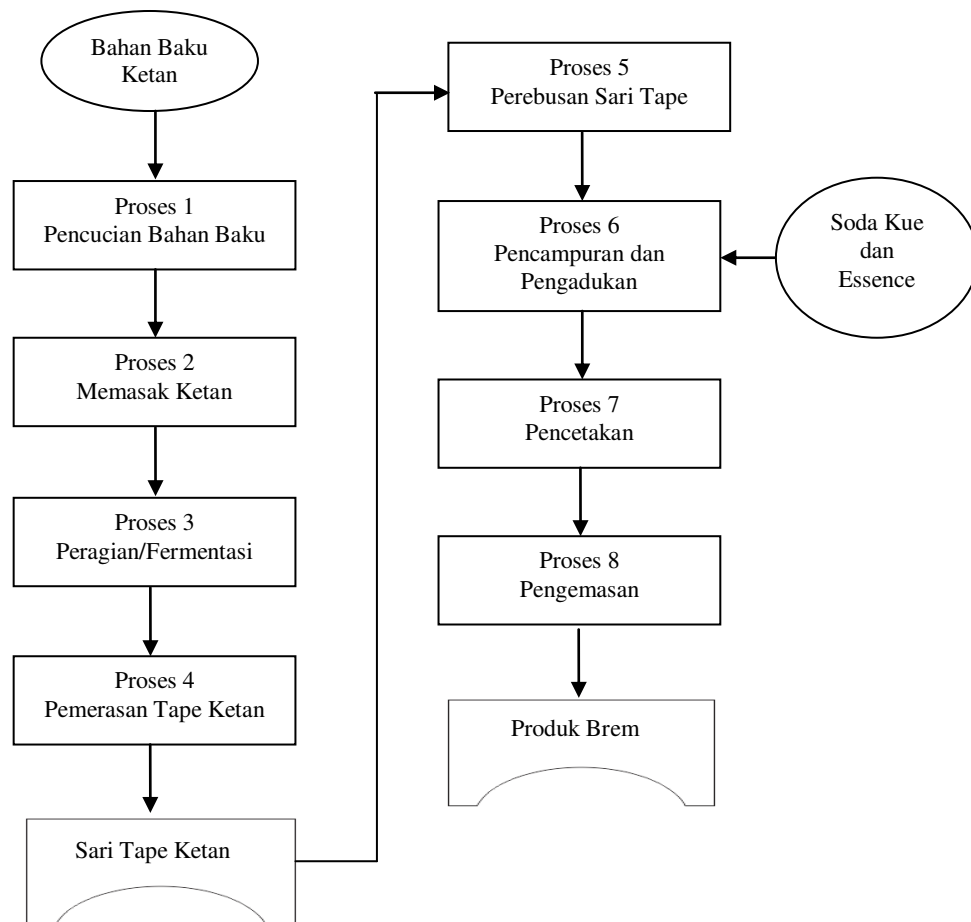 Bahan Baku
Ketan
Proses 1
Pencucian Bahan Baku
Proses 2
Memasak Ketan
Proses 3
Peragian/Fermentasi
Proses 4
Pemerasan Tape Ketan
Sari Tape Ketan
Proses 5
Perebusan Sari Tape
Proses 6
Pencampuran dan
Pengadukan
Soda Kue
dan
Essence
Proses 7
Pencetakan
Proses 8
Pengemasan
Produk Brem